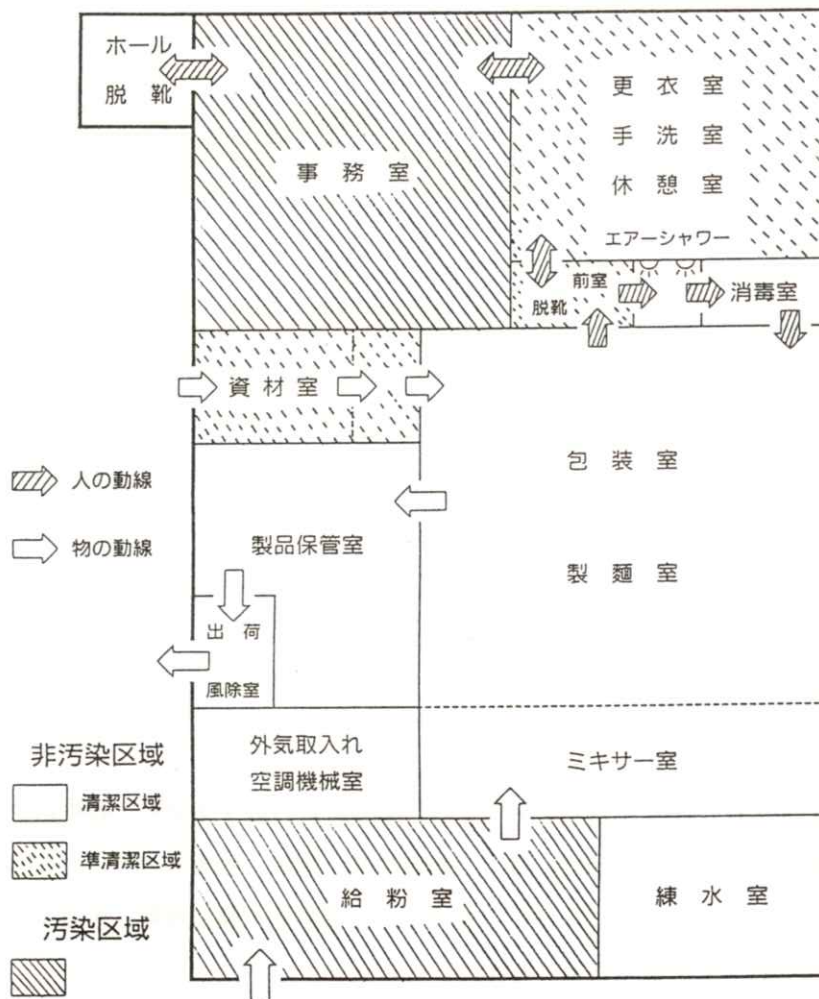 ホール
脱 靴
事 務 室
更 衣 室
手 洗 室
休 憩 室
エアーシャワー
前室
脱靴
消毒室
資 材 室
包 装 室
製 麺 室
人の動線
物の動線
製品保管室
出 荷
風除室
外気取入れ
空調機械室
ミキサー室
非汚染区域
清潔区域
準清潔区域
汚染区域
給 粉 室
練 水 室